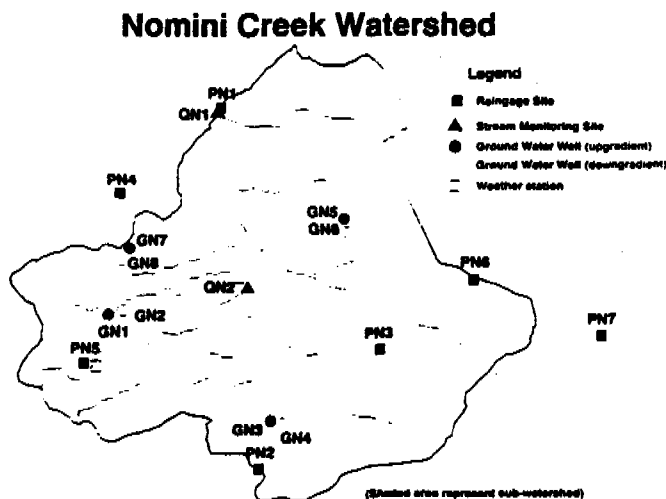 Nomini Creek Watershed
Legend
Raingage Site
Stream Monitoring Site
Ground Water Well (upgradient)
Ground Water Well (downgradient)
Weather station
PN1
QN1
PN4
GN5
GN6
GN7
GN8
PN6
QN2
GN1
GN2
PN7
PN3
PN5
GN3
GN4
PN2
(Shaded area represent sub-watershed)